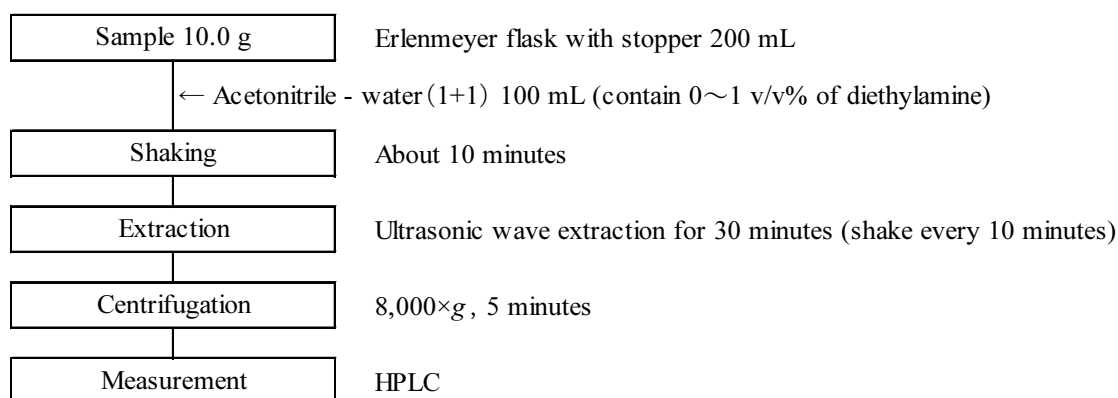 Sample 10.0 g Erlenmeyer flask with stopper 200 mL
← Acetonitrile - water(1+1) 100 mL (contain 0~1 v/v% of diethylamine)
Shaking About 10 minutes
Extraction Ultrasonic wave extraction for 30 minutes (shake every 10 minutes)
Centrifugation 8,000×g, 5 minutes
Measurement HPLC